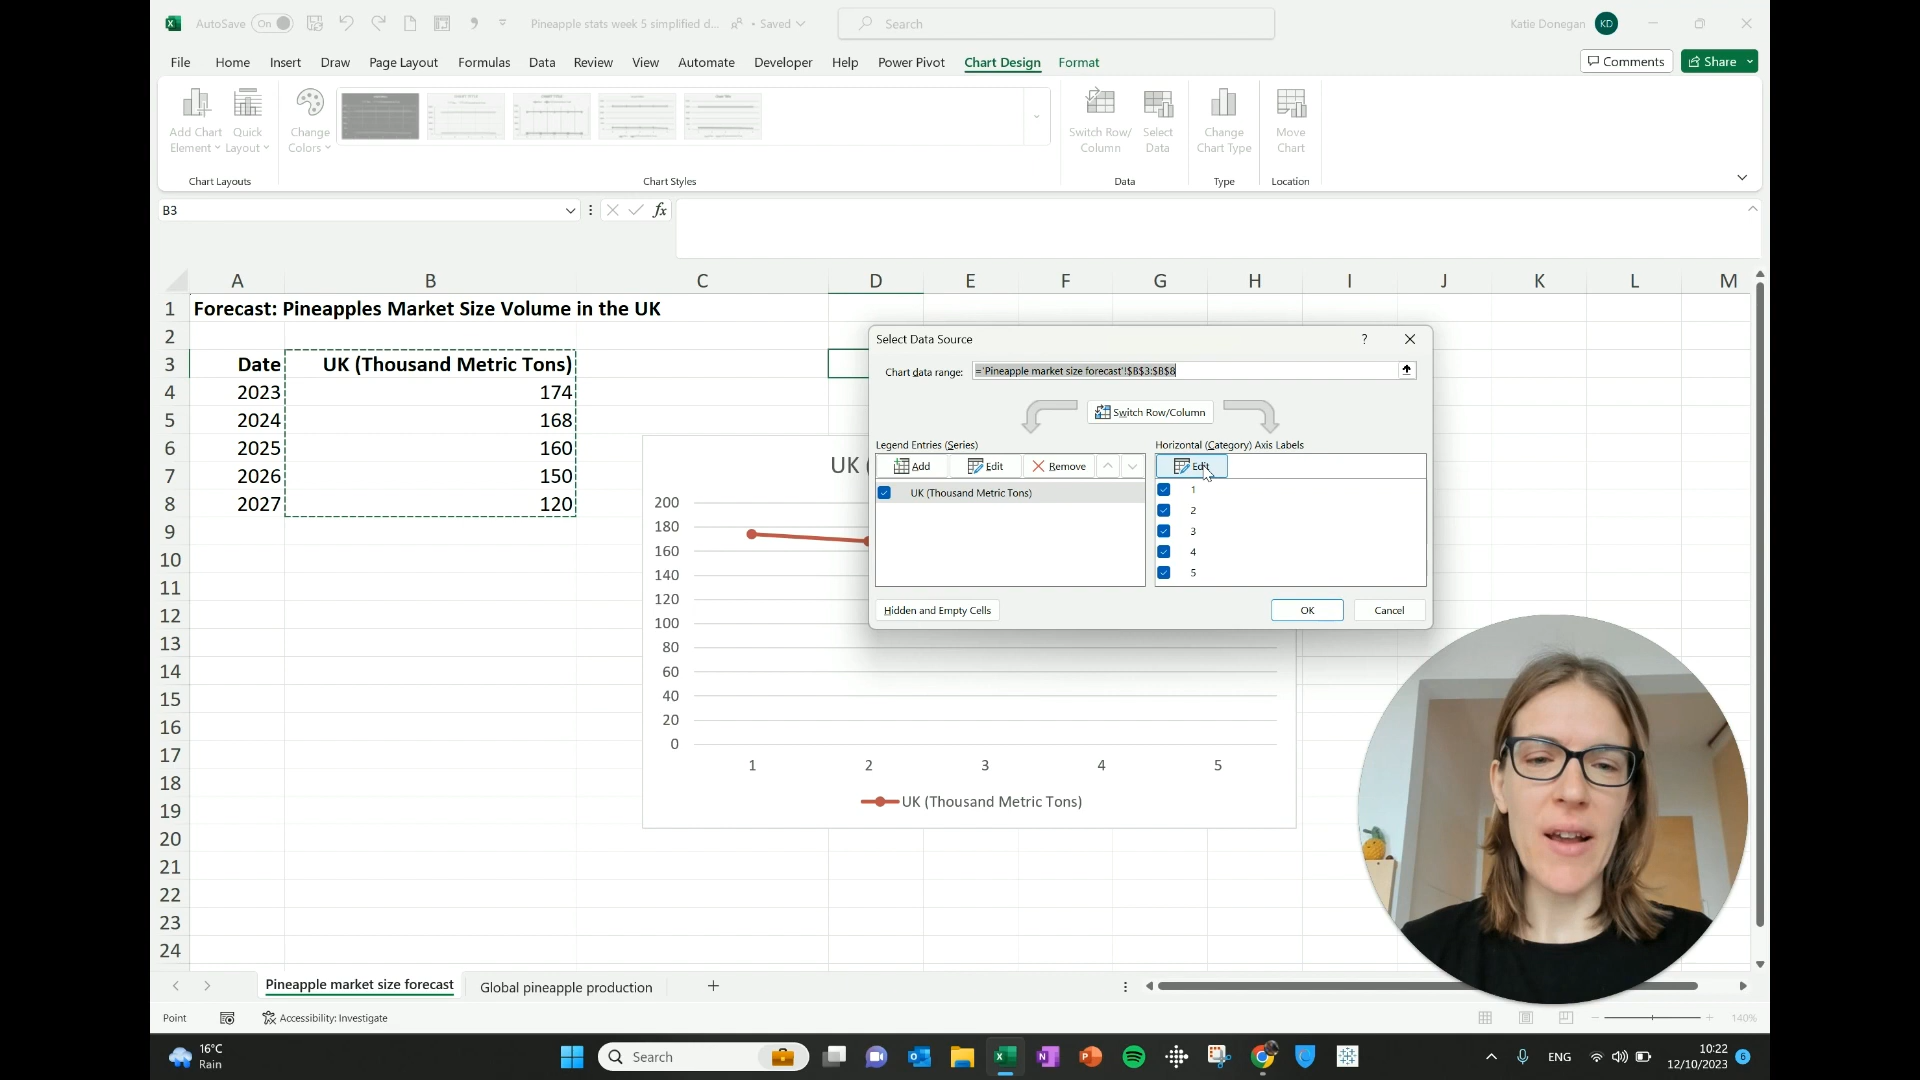 AutoSave On Pineapple stats week 5 simplified d... • Saved Search Katie Donegan KD
File Home Insert Draw Page Layout Formulas Data Review View Automate Developer Help Power Pivot Chart Design Format Comments Share
Add Chart Element
Quick Layout
Change Colors
Switch Row/ Column
Select Data
Change Chart Type
Move Chart
Chart Layouts Chart Styles Data Type Location
B3 fx
A B C D E F G H I J K L M
1 Forecast: Pineapples Market Size Volume in the UK
2
3 Date UK (Thousand Metric Tons)
4 2023 174
5 2024 168
6 2025 160
7 2026 150
8 2027 120
9
10
11
12
13
14
15
16
17
18
19
20
21
22
23
24
Select Data Source ?
Chart data range: ='Pineapple market size forecast'!$B$3:$B$8
Switch Row/Column
Legend Entries (Series) Horizontal (Category) Axis Labels
Add Edit Remove Edit
UK (Thousand Metric Tons)
1
2
3
4
5
Hidden and Empty Cells OK Cancel
UK (
200
180
160
140
120
100
80
60
40
20
0
1 2 3 4 5
UK (Thousand Metric Tons)
Pineapple market size forecast Global pineapple production +
Point Accessibility: Investigate 140%
16°C
Rain
Search
ENG
10:22
12/10/2023
6